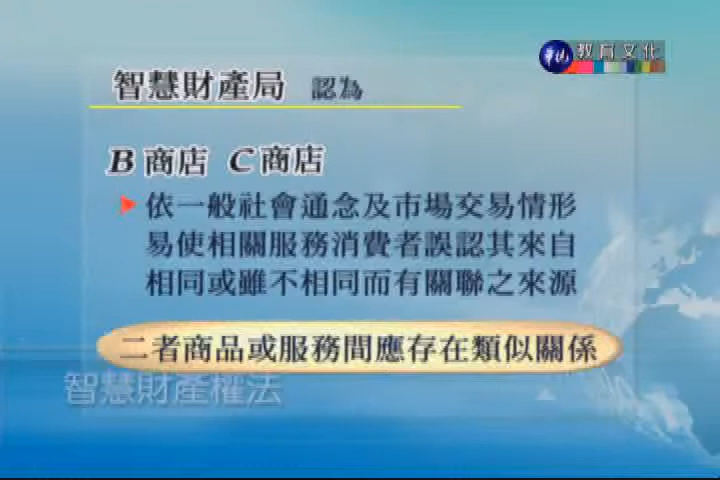 華視 教育文化
智慧財產局 認為
B商店 C商店
依一般社會通念及市場交易情形
易使相關服務消費者誤認其來自
相同或雖不相同而有關聯之來源
二者商品或服務間應存在類似關係
智慧財產權法